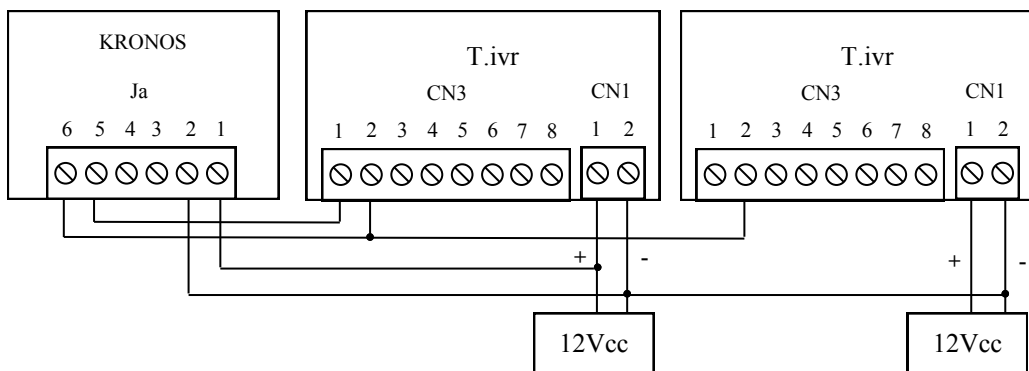 KRONOS
Ja
6 5 4 3 2 1
T.ivr
CN3 CN1
1 2 3 4 5 6 7 8 1 2
T.ivr
CN3 CN1
1 2 3 4 5 6 7 8 1 2
+ -
+ -
12Vcc
12Vcc